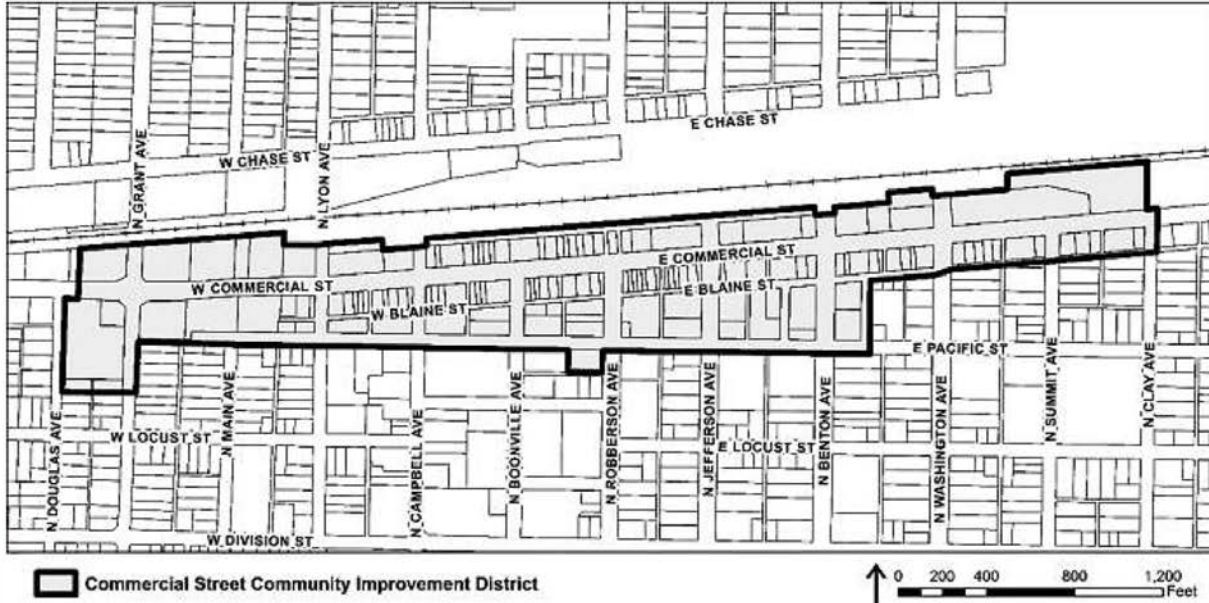 E CHASE ST
W CHASE ST
N GRANT AVE
N LYON AVE
E COMMERCIAL ST
W COMMERCIAL ST
E BLAINE ST
W BLAINE ST
E PACIFIC ST
N DOUGLAS AVE
N MAIN AVE
N CAMPBELL AVE
N BOONVILLE AVE
N ROBBERSON AVE
N JEFFERSON AVE
N BENTON AVE
N WASHINGTON AVE
N SUMMIT AVE
N CLAY AVE
W LOCUST ST
E LOCUST ST
W DIVISION ST
Commercial Street Community Improvement District
0 200 400 800 1,200
Feet